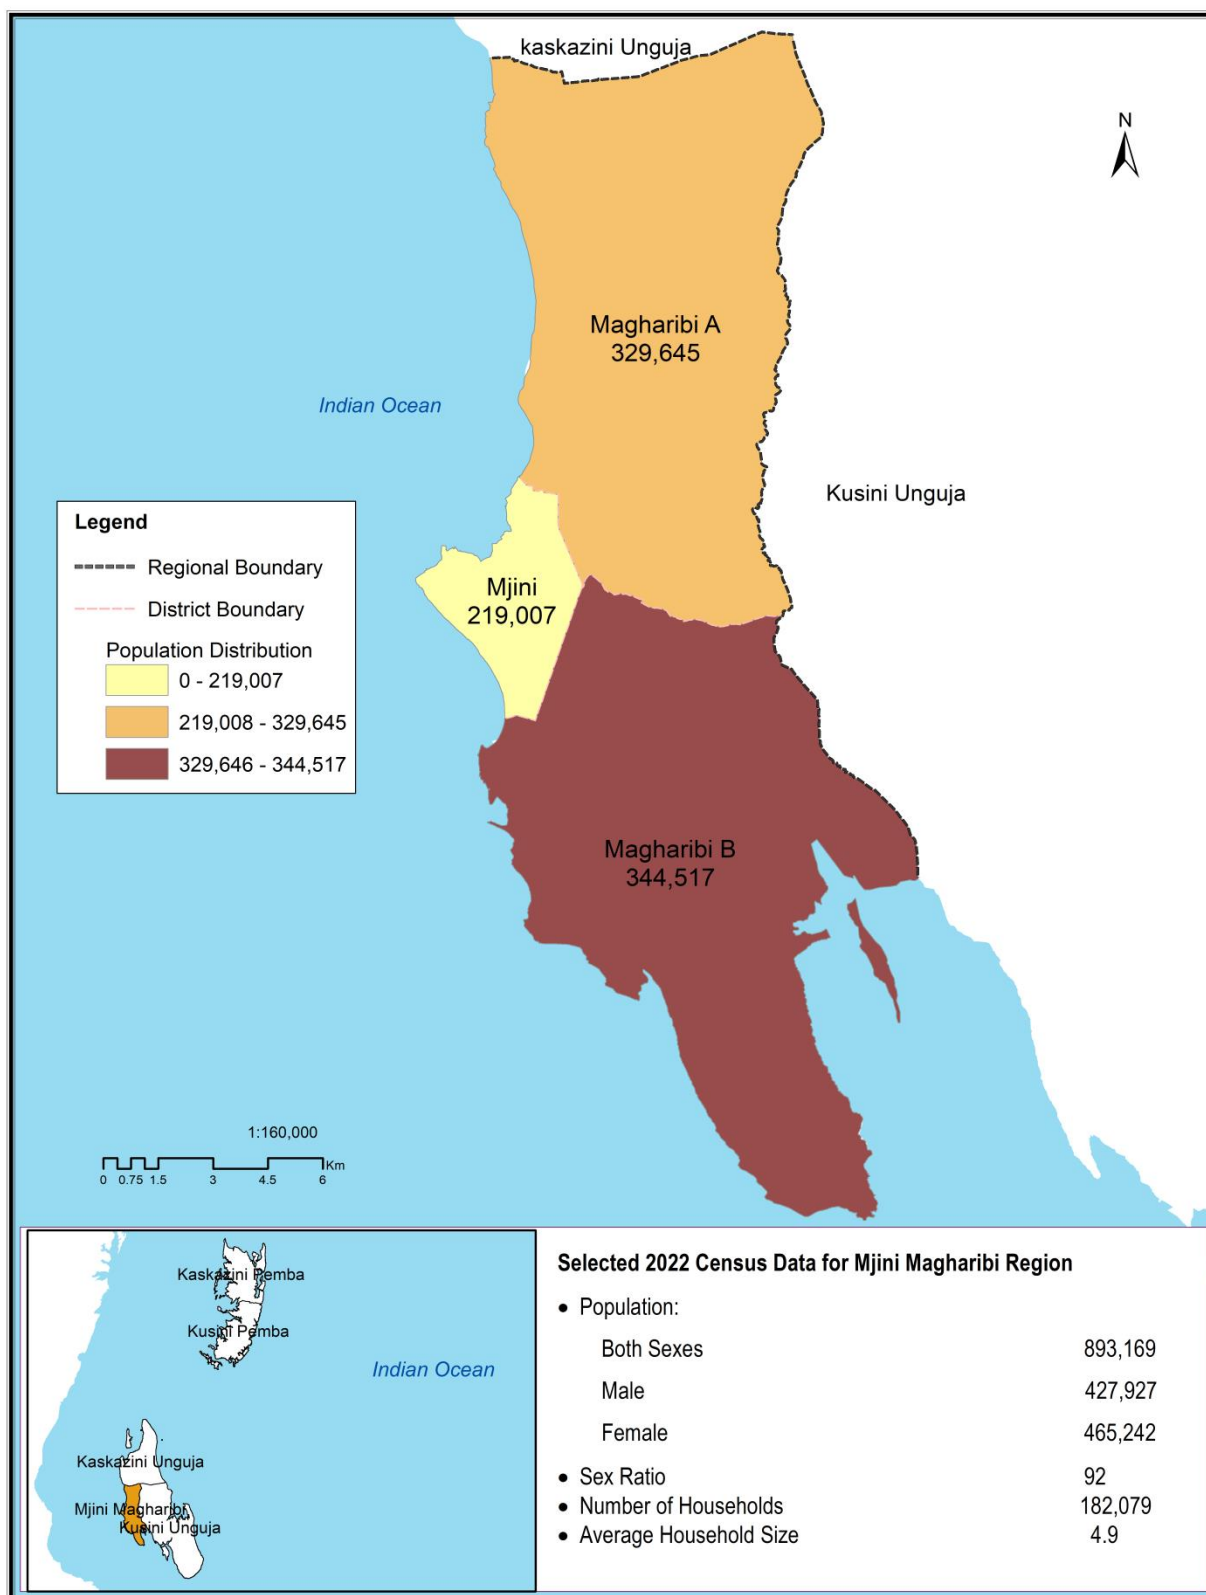 kaskazini Unguja
N
Magharibi A
329,645
Indian Ocean
Kusini Unguja
Legend
Regional Boundary
District Boundary
Population Distribution
0 - 219,007
219,008 - 329,645
329,646 - 344,517
Mjini
219,007
Magharibi B
344,517
1:160,000
0 0.75 1.5 3 4.5 6 Km
Kaskazini Pemba
Kusini Pemba
Indian Ocean
Kaskazini Unguja
Mjini Magharibi
Kusini Unguja
Selected 2022 Census Data for Mjini Magharibi Region
• Population:
Both Sexes 893,169
Male 427,927
Female 465,242
• Sex Ratio 92
• Number of Households 182,079
• Average Household Size 4.9